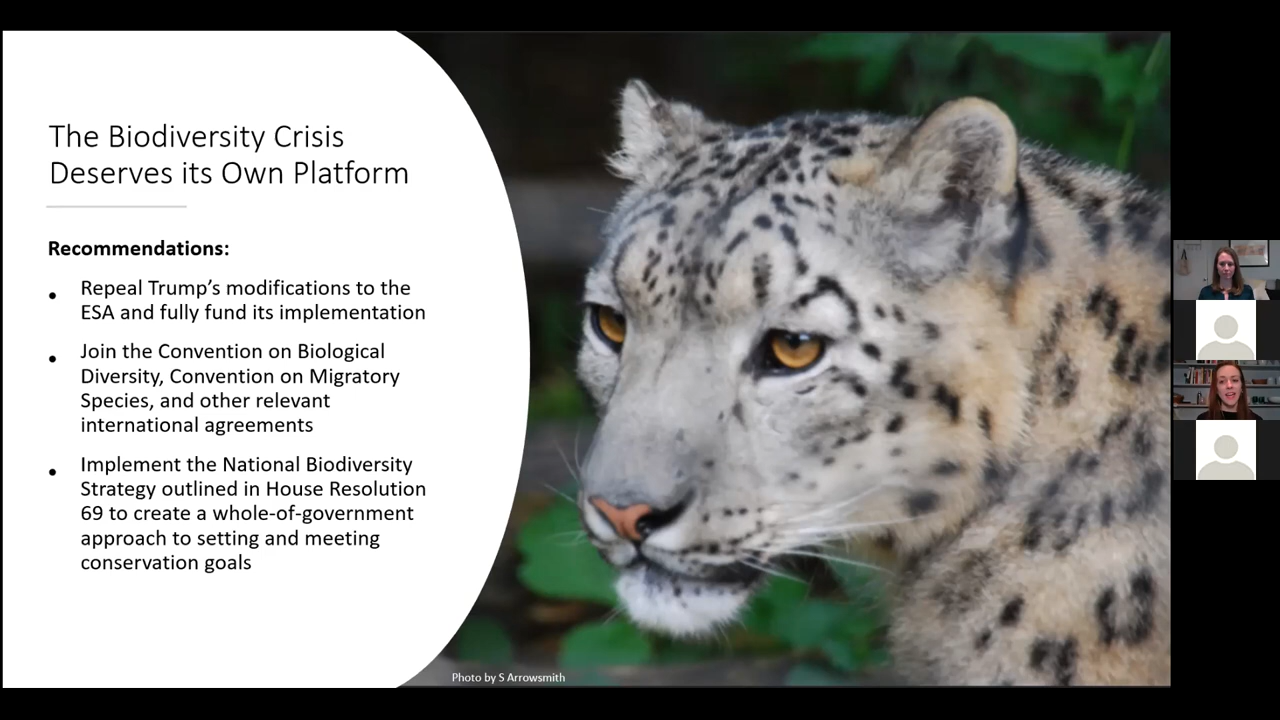 The Biodiversity Crisis
Deserves its Own Platform
Recommendations:
• Repeal Trump's modifications to the
ESA and fully fund its implementation
• Join the Convention on Biological
Diversity, Convention on Migratory
Species, and other relevant
international agreements
• Implement the National Biodiversity
Strategy outlined in House Resolution
69 to create a whole-of-government
approach to setting and meeting
conservation goals
Photo by S Arrowsmith